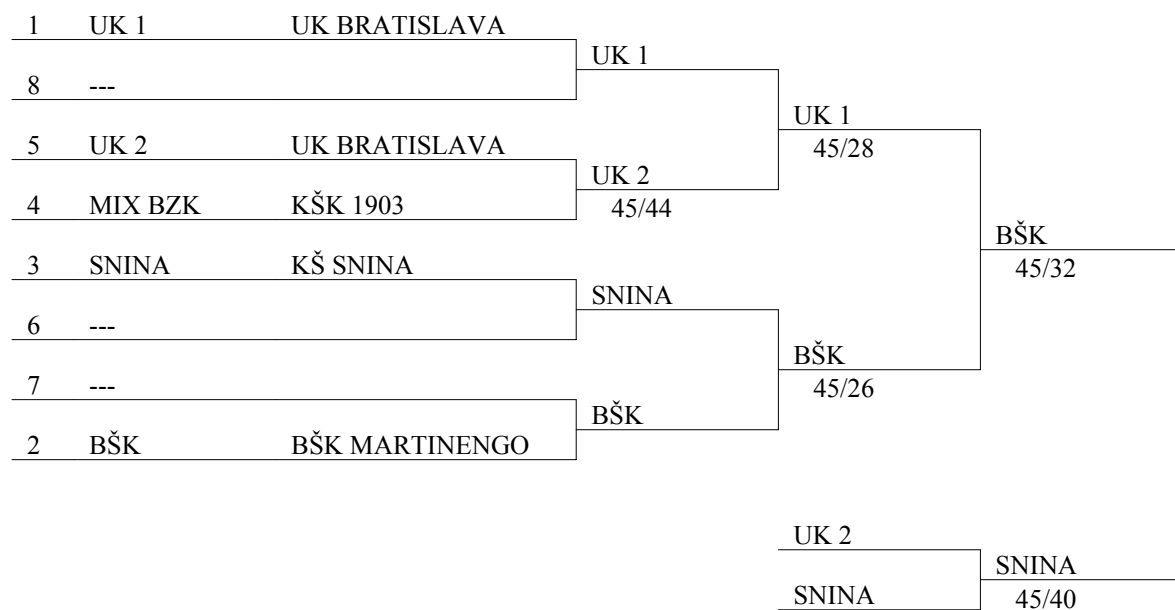 1 UK 1 UK BRATISLAVA
UK 1
8 ---
UK 1
45/28
5 UK 2 UK BRATISLAVA
UK 2
45/44
4 MIX BZK KŠK 1903
BŠK
45/32
3 SNINA KŠ SNINA
SNINA
6 ---
BŠK
45/26
7 ---
BŠK
2 BŠK BŠK MARTINENGO
UK 2
SNINA
45/40
SNINA